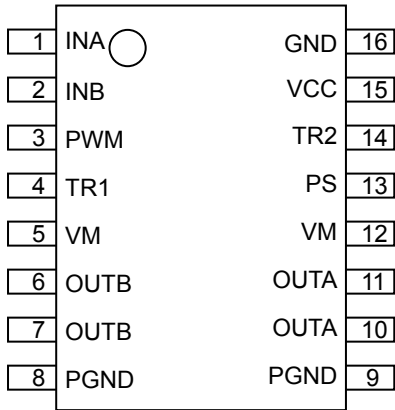 1 INA GND 16
2 INB VCC 15
3 PWM TR2 14
4 TR1 PS 13
5 VM VM 12
6 OUTB OUTA 11
7 OUTB OUTA 10
8 PGND PGND 9